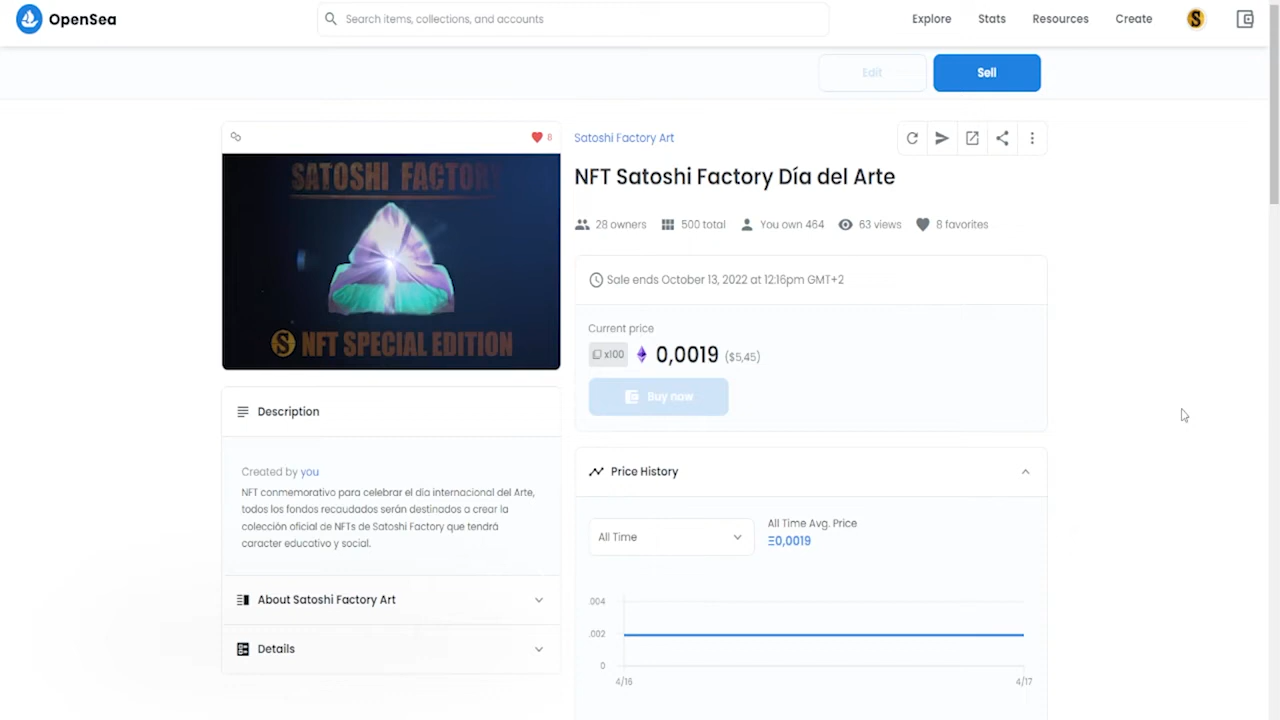 OpenSea
Search items, collections, and accounts
Explore
Stats
Resources
Create
S
Edit
Sell
8
SATOSHI FACTORY
S NFT SPECIAL EDITION
Satoshi Factory Art
NFT Satoshi Factory Día del Arte
28 owners
500 total
You own 464
63 views
8 favorites
Sale ends October 13, 2022 at 12:16pm GMT+2
Current price
x100
0,0019 ($5,45)
Buy now
Description
Created by you
NFT conmemorativo para celebrar el día internacional del Arte,
todos los fondos recaudados serán destinados a crear la
colección oficial de NFTs de Satoshi Factory que tendrá
caracter educativo y social.
About Satoshi Factory Art
Details
Price History
All Time
All Time Avg. Price
Ξ0,0019
.004
.002
0
4/16
4/17